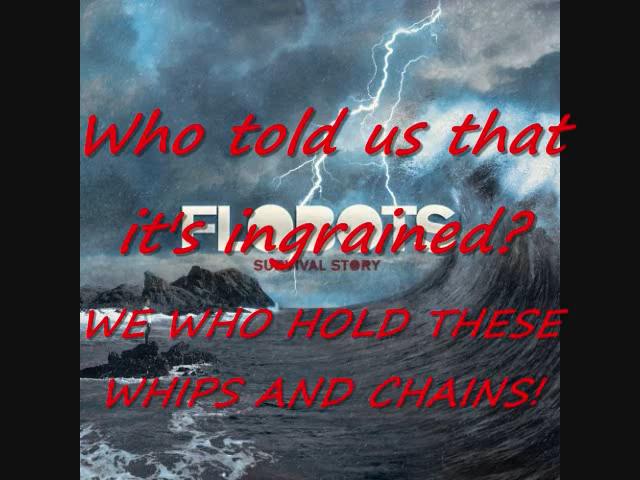 Who told us that
it's ingrained?
FLOBOTS
SURVIVAL STORY
WE WHO HOLD THESE
WHIPS AND CHAINS!